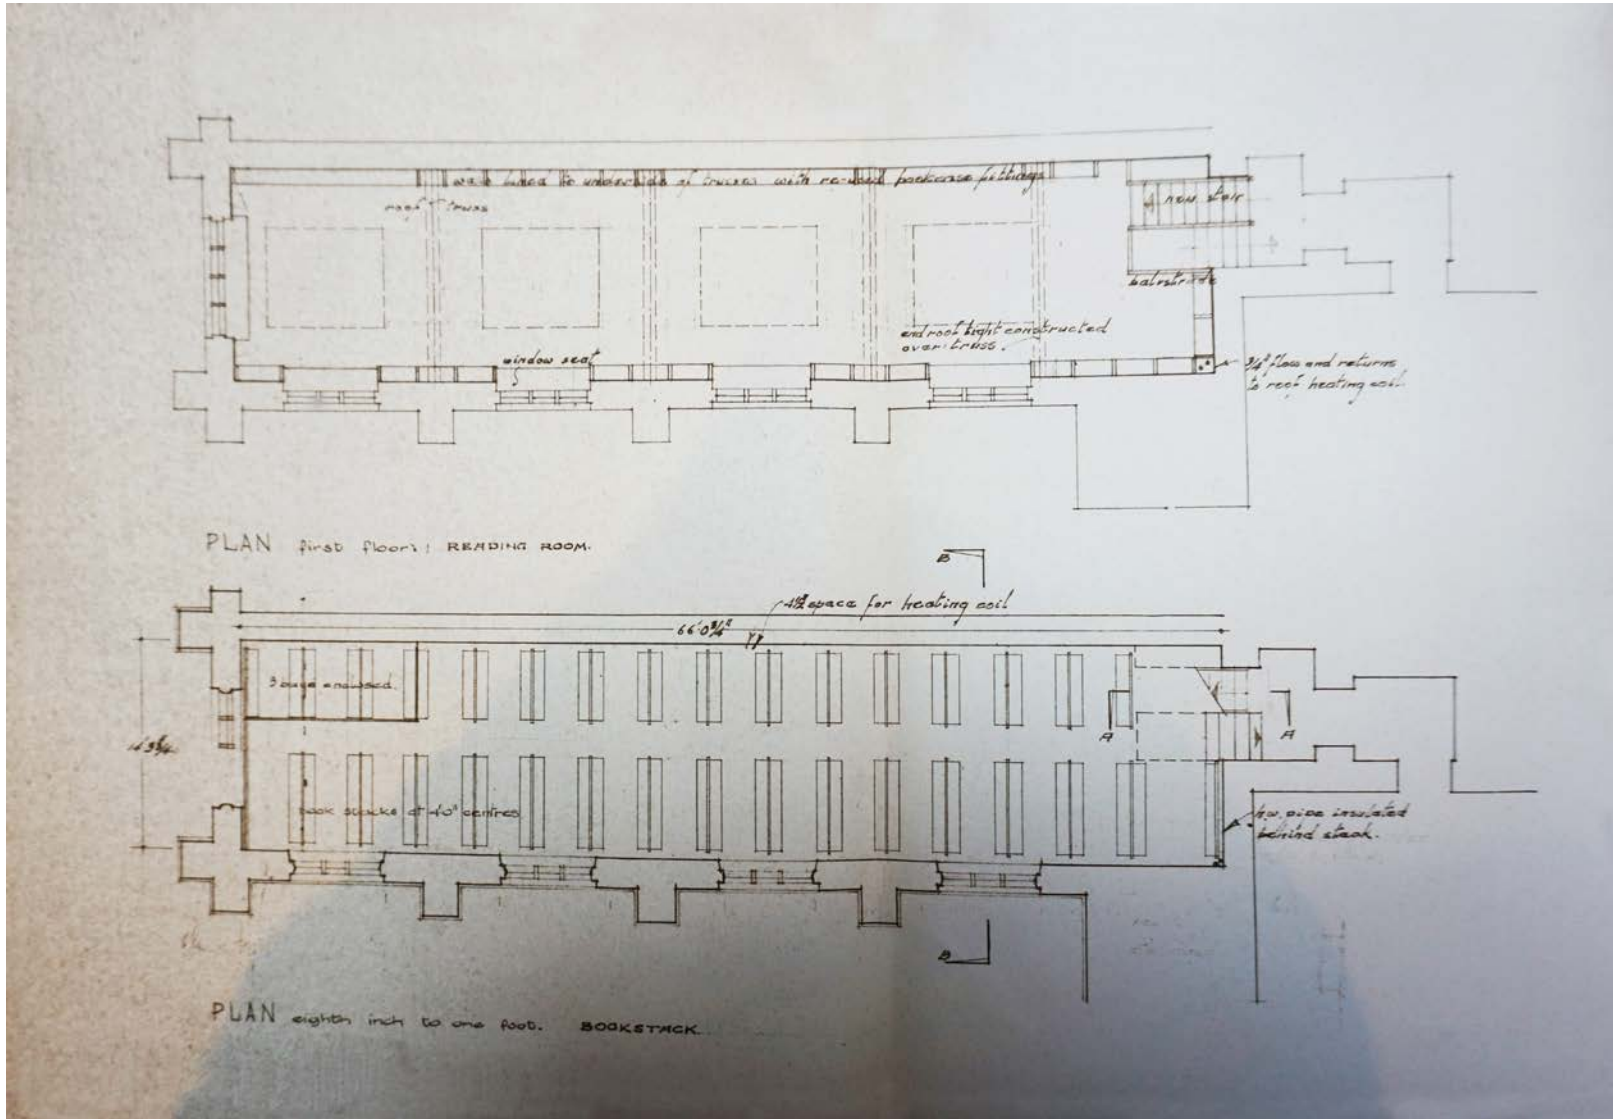 walls lined to underside of trusses with re-used bookcase fittings
roof truss
new stair
balustrade
end roof light constructed
over truss.
window seat
3/4" flow and returns
to roof heating coil.
PLAN first floor: READING ROOM.
B
4½" space for heating coil
66'0¾"
3 bays enclosed
A
A
book stacks at 4'0" centres
h.w. pipe insulated
behind stack.
B
PLAN eighth inch to one foot. BOOKSTACK